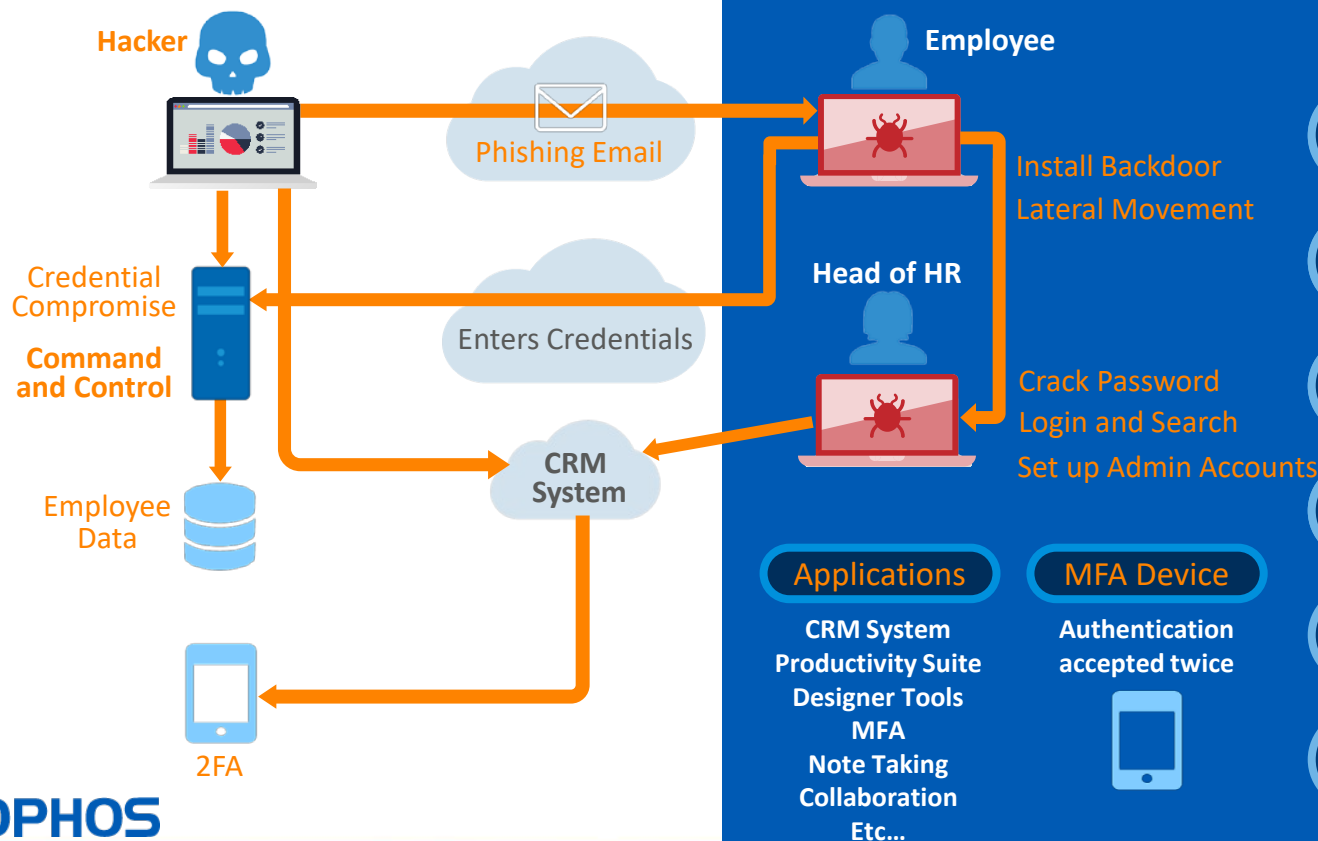 Hacker
Phishing Email
Employee
Install Backdoor
Lateral Movement
Credential
Compromise
Command
and Control
Enters Credentials
Head of HR
Crack Password
Login and Search
Set up Admin Accounts
CRM
System
Employee
Data
2FA
Applications
CRM System
Productivity Suite
Designer Tools
MFA
Note Taking
Collaboration
Etc...
MFA Device
Authentication
accepted twice
OPHOS